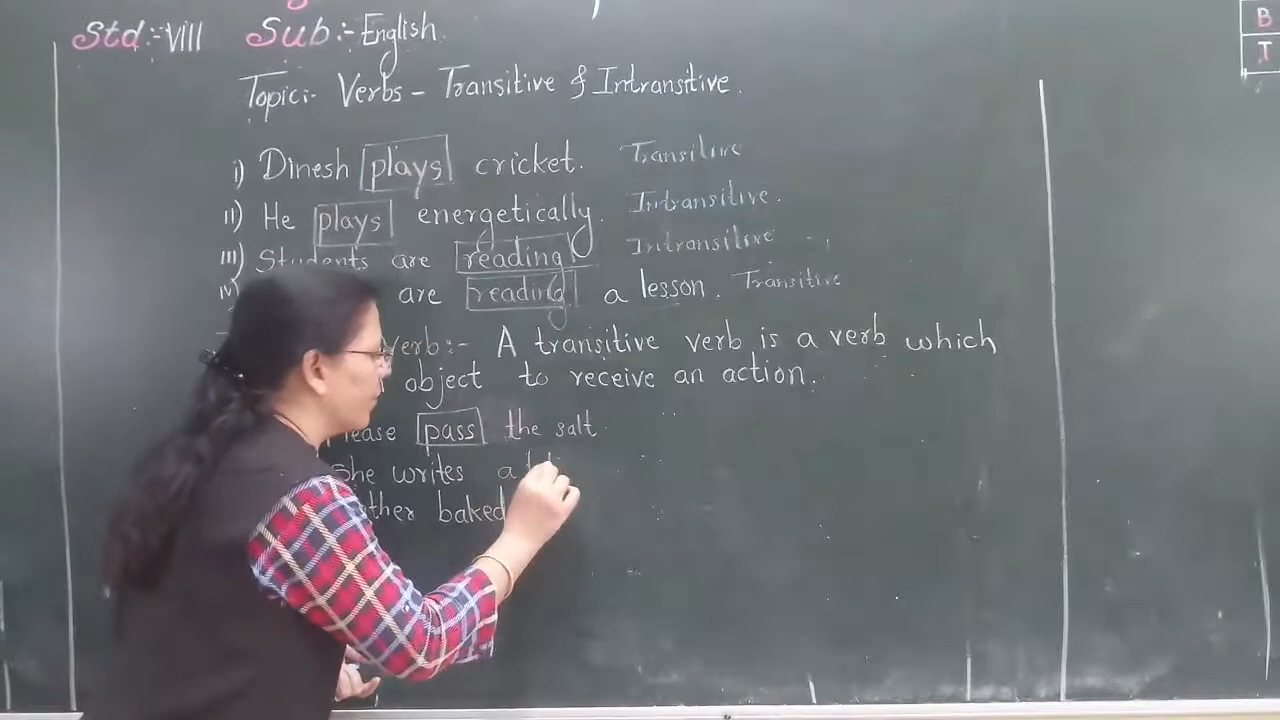 Std:- VIII Sub:- English.
Topic:- Verbs - Transitive & Intransitive.
i) Dinesh plays cricket. Transitive
ii) He plays energetically. Intransitive.
iii) Students are reading Intransitive
iv) are reading a lesson. Transitive
verb:- A transitive verb is a verb which
object to receive an action.
the salt
pass
She writes a
baked
B
T